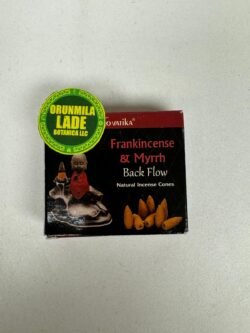 ORUNMILA
LADE
BOTANICA LLC
Frankincense
& Myrrh
Back Flow
Natural Incense Cones